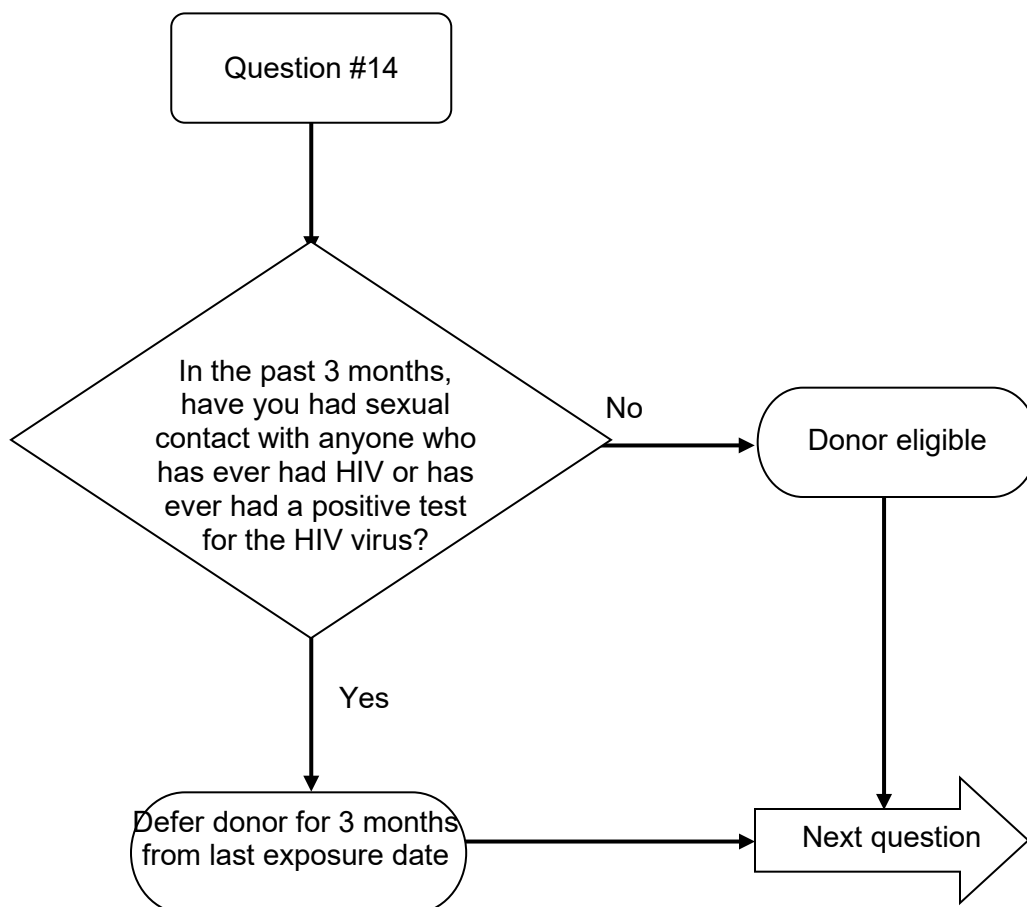 Question #14
In the past 3 months,
have you had sexual
contact with anyone who
has ever had HIV or has
ever had a positive test
for the HIV virus?
No
Donor eligible
Yes
Defer donor for 3 months
from last exposure date
Next question